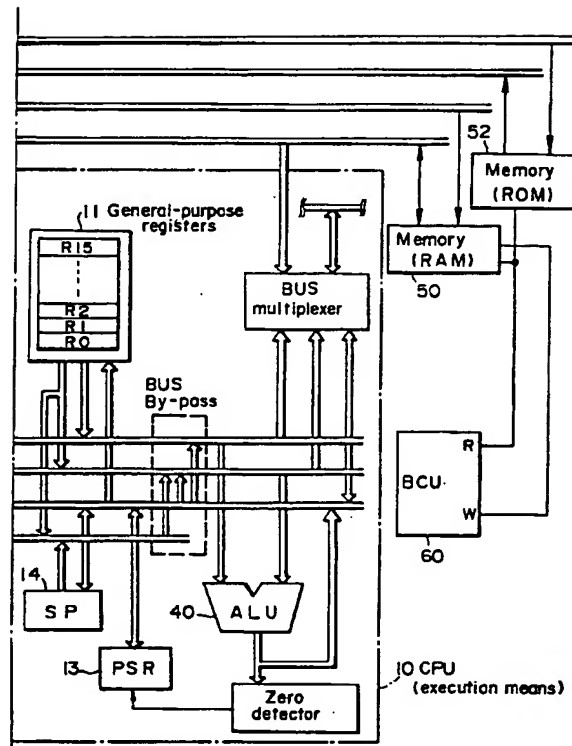 52
Memory
(ROM)
11 General-purpose
registers
R15
R2
R1
R0
Memory
(RAM)
50
BUS
multiplexer
BUS
By-pass
R
BCU
W
60
14
SP
40
ALU
13
PSR
Zero
detector
10 CPU
(execution means)